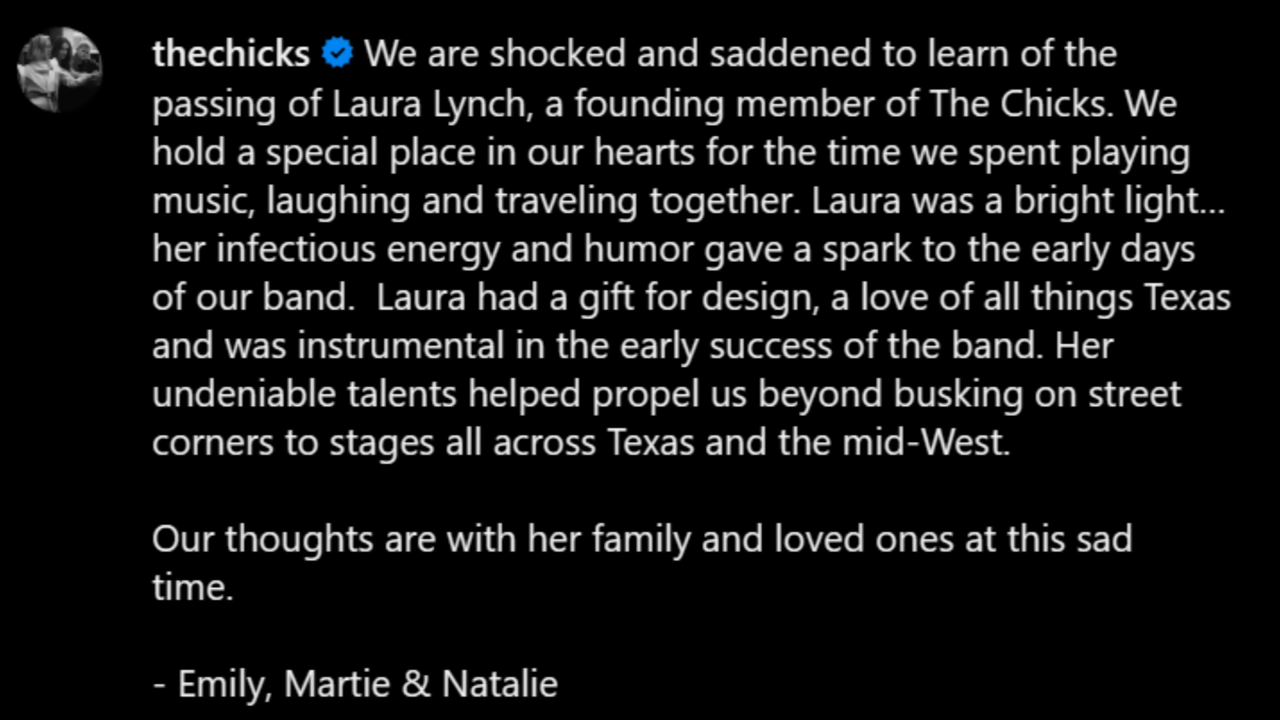 thechicks We are shocked and saddened to learn of the
passing of Laura Lynch, a founding member of The Chicks. We
hold a special place in our hearts for the time we spent playing
music, laughing and traveling together. Laura was a bright light...
her infectious energy and humor gave a spark to the early days
of our band.  Laura had a gift for design, a love of all things Texas
and was instrumental in the early success of the band. Her
undeniable talents helped propel us beyond busking on street
corners to stages all across Texas and the mid-West.
Our thoughts are with her family and loved ones at this sad
time.
- Emily, Martie & Natalie